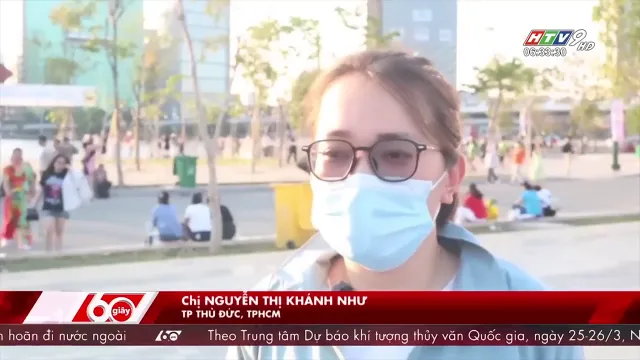 HTV9 HD
06:33:30
60 giây
Chị NGUYỄN THỊ KHÁNH NHƯ
TP THỦ ĐỨC, TPHCM
n hoãn đi nước ngoài 60 giây Theo Trung tâm Dự báo khí tượng thủy văn Quốc gia, ngày 25-26/3, N